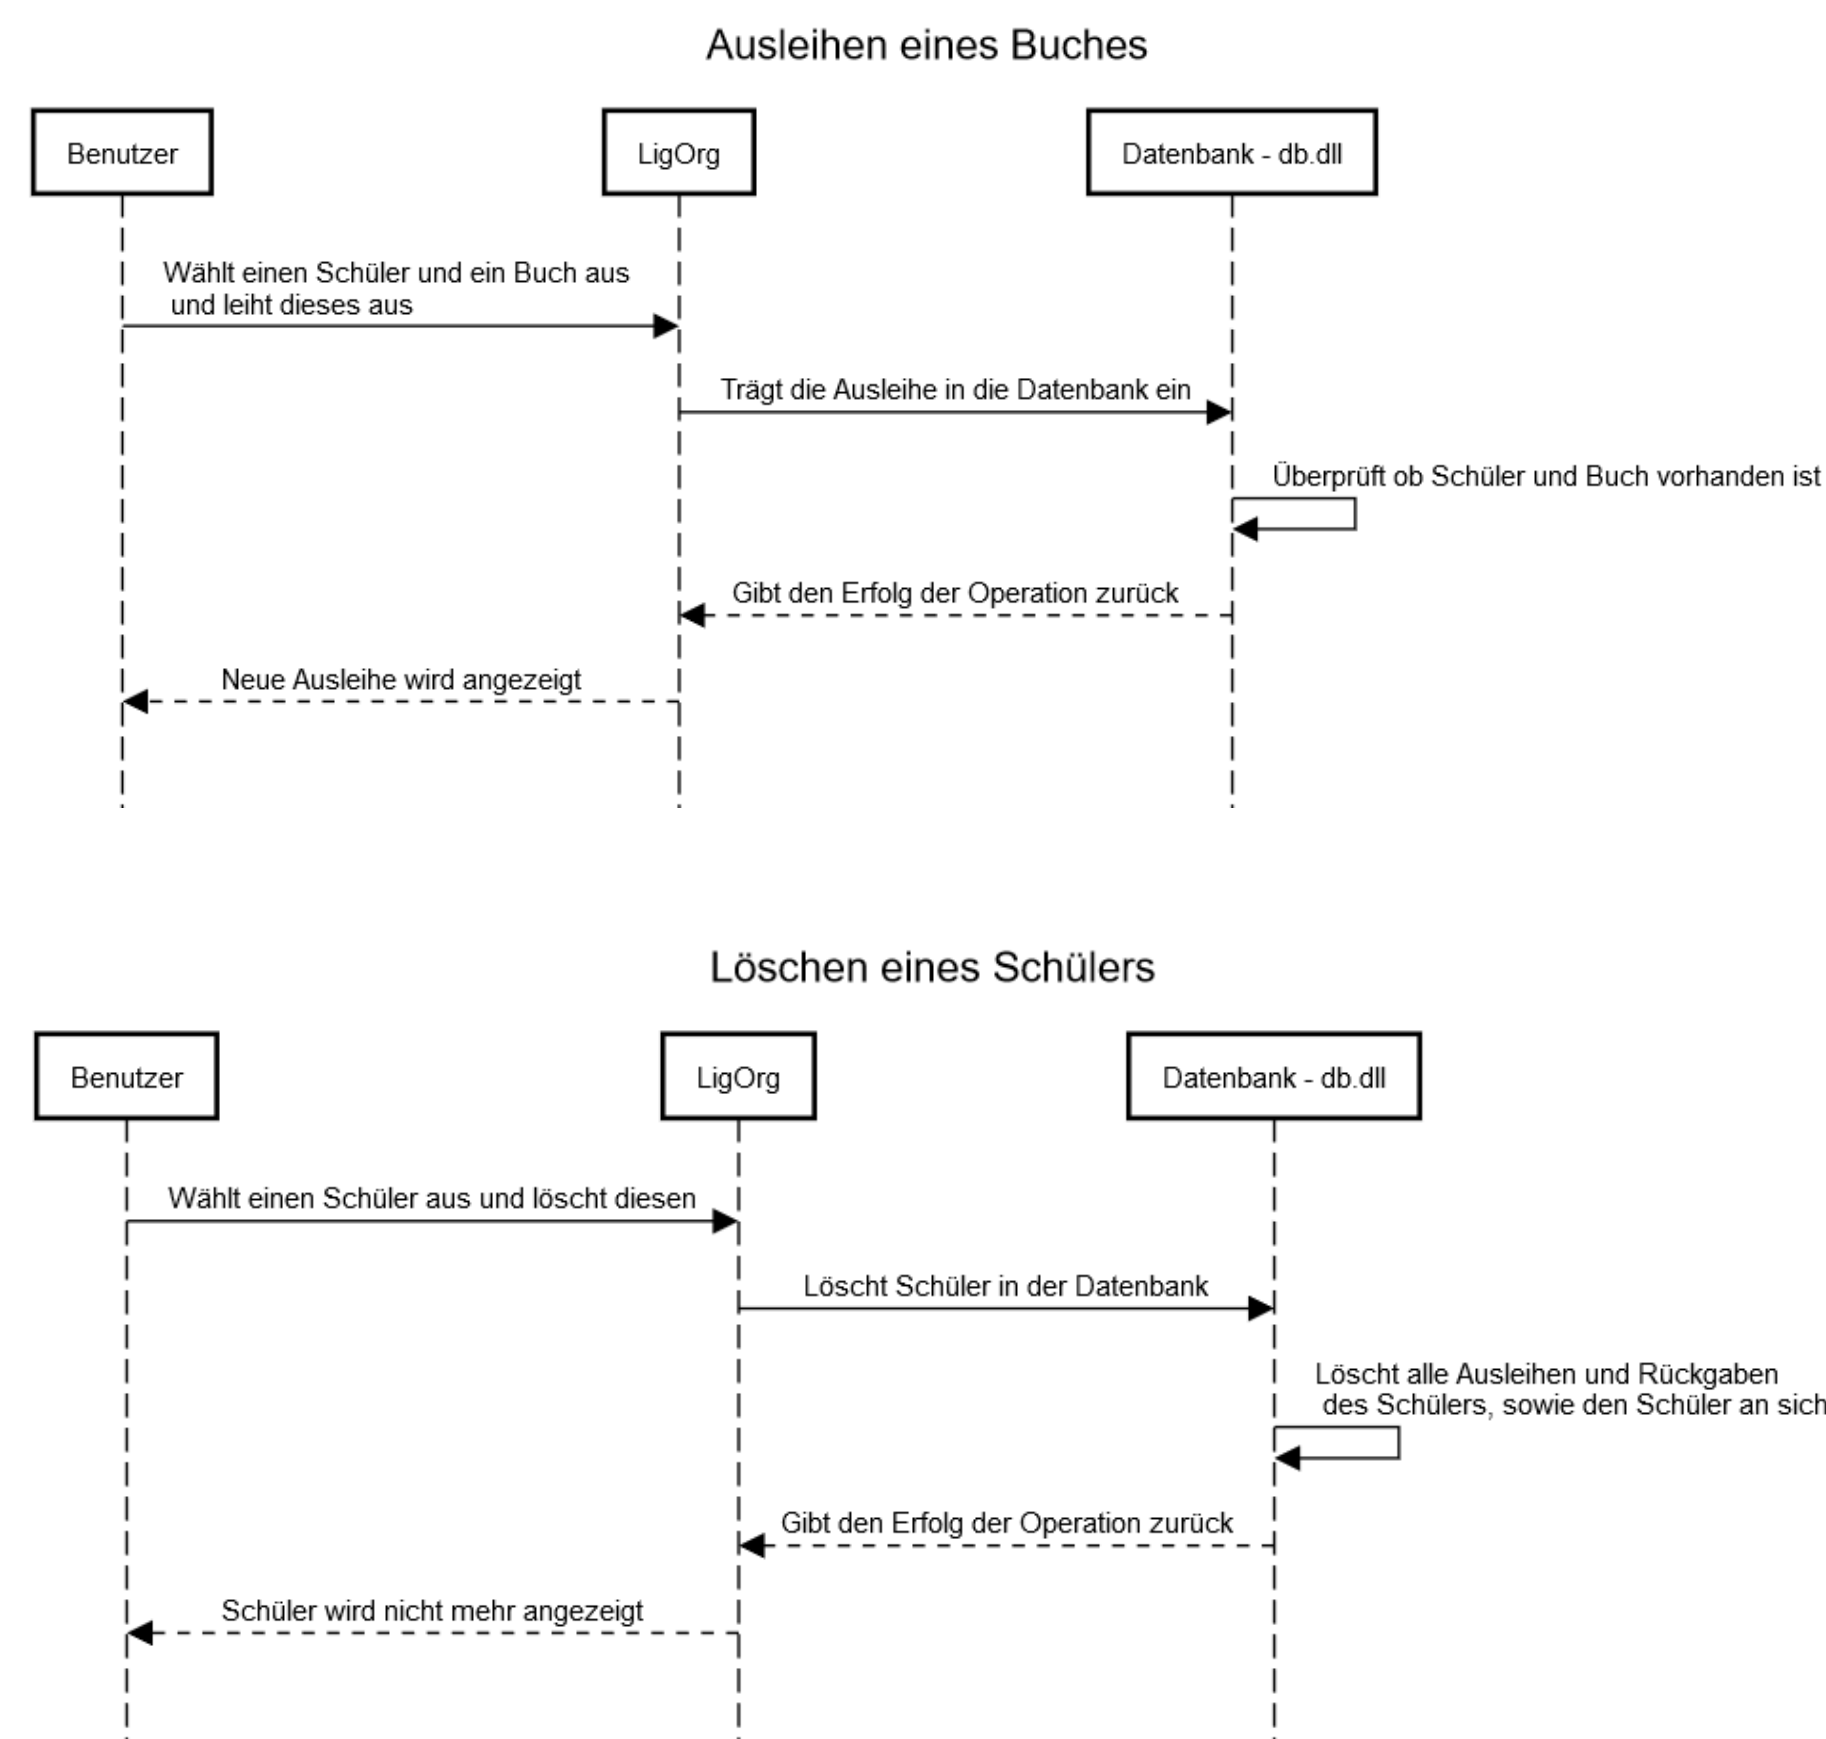 Ausleihen eines Buches
Benutzer
LigOrg
Datenbank - db.dll
Wählt einen Schüler und ein Buch aus
und leiht dieses aus
Trägt die Ausleihe in die Datenbank ein
Überprüft ob Schüler und Buch vorhanden ist
Gibt den Erfolg der Operation zurück
Neue Ausleihe wird angezeigt
Löschen eines Schülers
Benutzer
LigOrg
Datenbank - db.dll
Wählt einen Schüler aus und löscht diesen
Löscht Schüler in der Datenbank
Löscht alle Ausleihen und Rückgaben
des Schülers, sowie den Schüler an sich
Gibt den Erfolg der Operation zurück
Schüler wird nicht mehr angezeigt